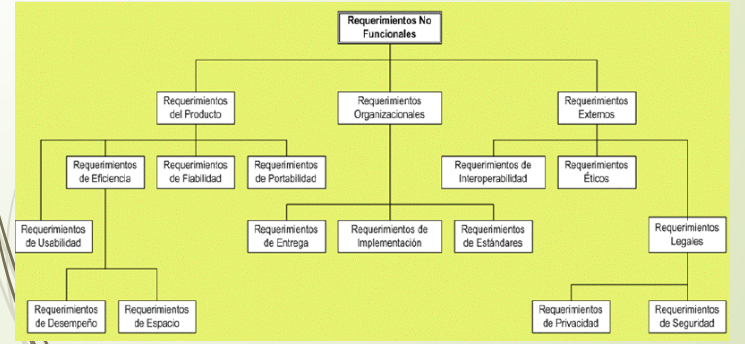 Requerimientos No
Funcionales
Requerimientos
del Producto
Requerimientos
Organizacionales
Requerimientos
Externos
Requerimientos
de Eficiencia
Requerimientos
de Fiabilidad
Requerimientos
de Portabilidad
Requerimientos de
Interoperabilidad
Requerimientos
Éticos
Requerimientos
de Usabilidad
Requerimientos
de Entrega
Requerimientos de
Implementación
Requerimientos
de Estándares
Requerimientos
Legales
Requerimientos
de Desempeño
Requerimientos
de Espacio
Requerimientos
de Privacidad
Requerimientos
de Seguridad